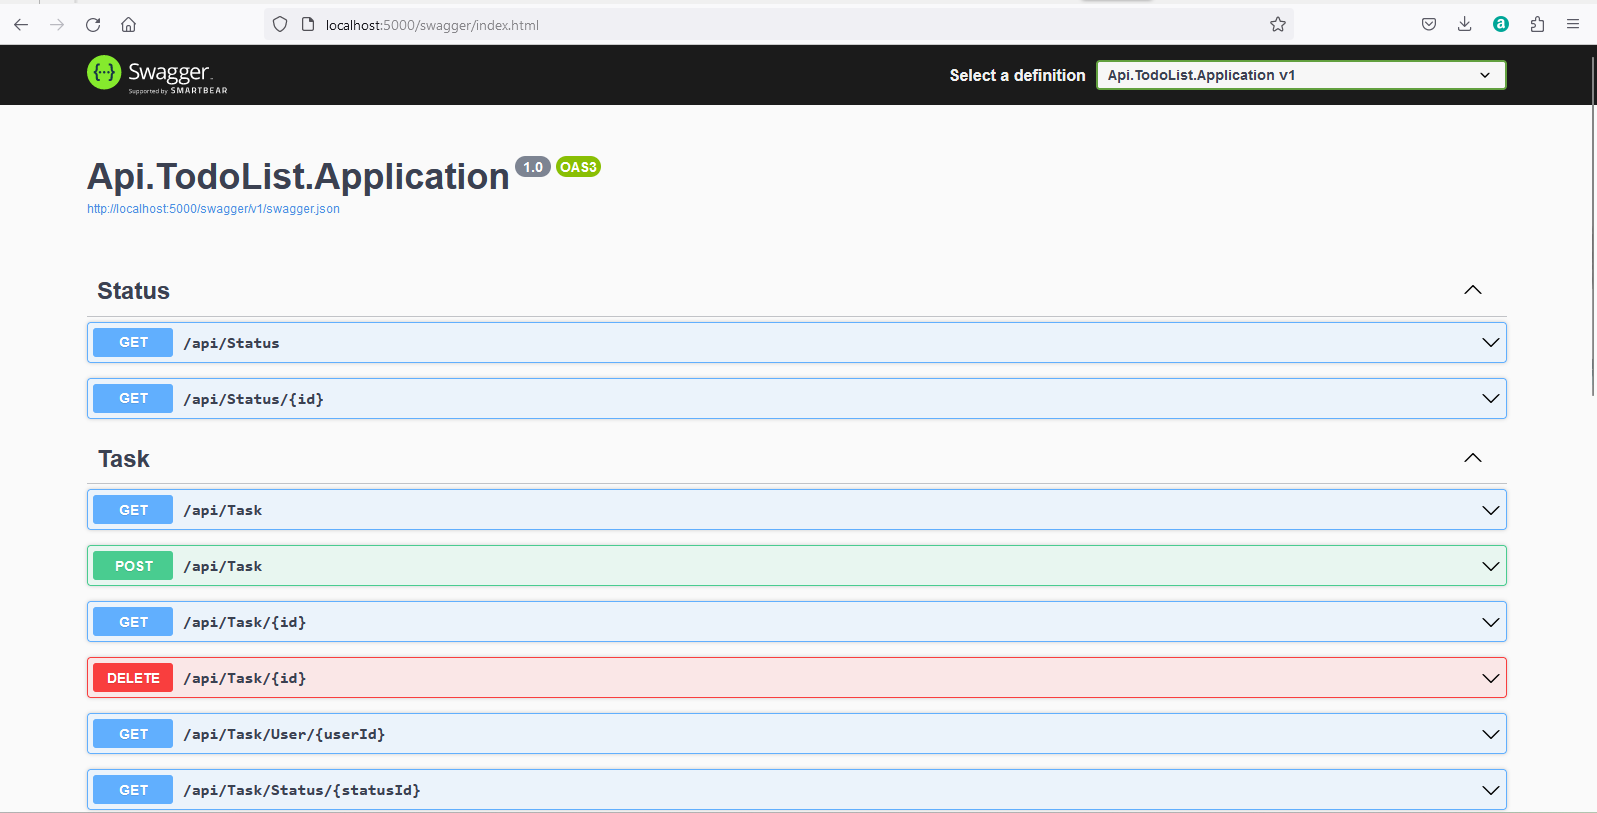 localhost:5000/swagger/index.html
a
{··} Swagger
Supported by SMARTBEAR
Select a definition
Api.TodoList.Application v1
Api.TodoList.Application 1.0 OAS3
http://localhost:5000/swagger/v1/swagger.json
Status
GET /api/Status
GET /api/Status/{id}
Task
GET /api/Task
POST /api/Task
GET /api/Task/{id}
DELETE /api/Task/{id}
GET /api/Task/User/{userId}
GET /api/Task/Status/{statusId}